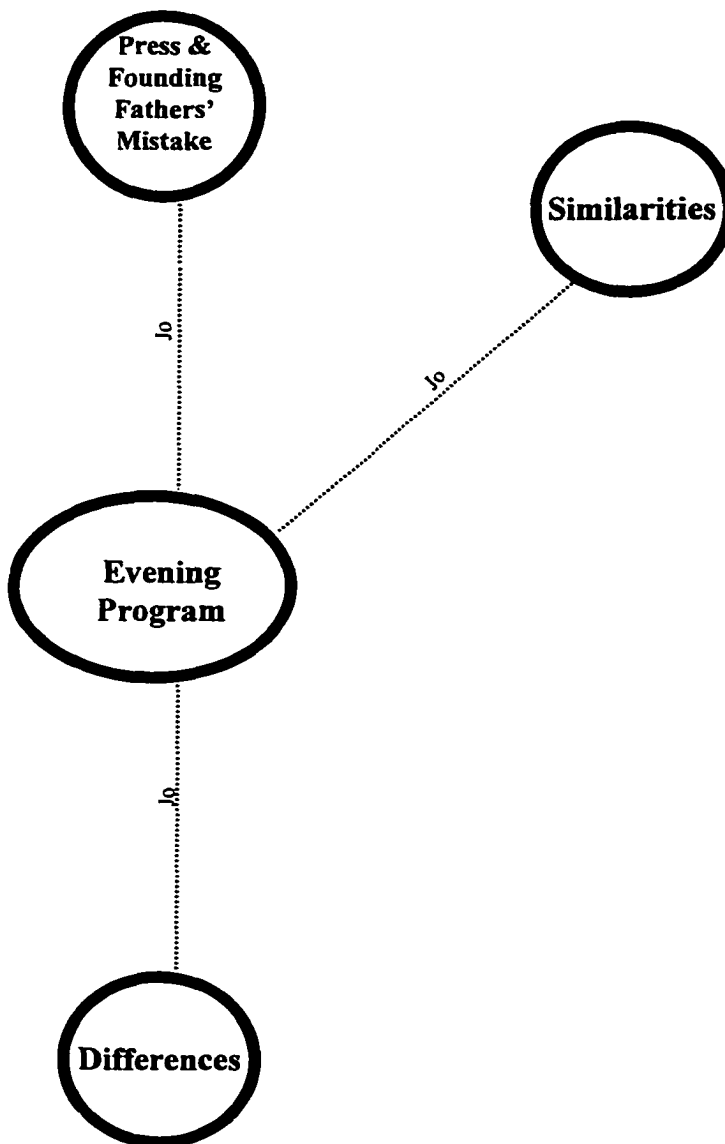 Press &
Founding
Fathers'
Mistake
Similarities
Jo
Jo
Evening
Program
Jo
Differences